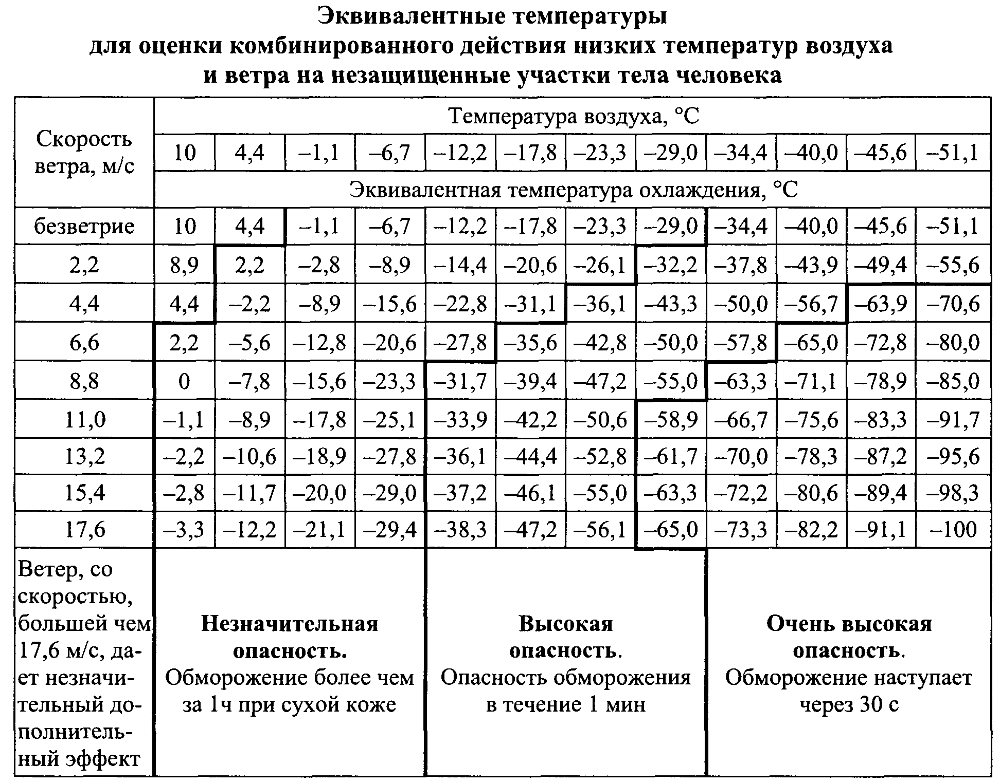 Эквивалентные температуры
для оценки комбинированного действия низких температур воздуха
и ветра на незащищенные участки тела человека
Скорость ветра, м/с
Температура воздуха, °C
10 4,4 –1,1 –6,7 –12,2 –17,8 –23,3 –29,0 –34,4 –40,0 –45,6 –51,1
Эквивалентная температура охлаждения, °C
безветрие 10 4,4 –1,1 –6,7 –12,2 –17,8 –23,3 –29,0 –34,4 –40,0 –45,6 –51,1
2,2 8,9 2,2 –2,8 –8,9 –14,4 –20,6 –26,1 –32,2 –37,8 –43,9 –49,4 –55,6
4,4 4,4 –2,2 –8,9 –15,6 –22,8 –31,1 –36,1 –43,3 –50,0 –56,7 –63,9 –70,6
6,6 2,2 –5,6 –12,8 –20,6 –27,8 –35,6 –42,8 –50,0 –57,8 –65,0 –72,8 –80,0
8,8 0 –7,8 –15,6 –23,3 –31,7 –39,4 –47,2 –55,0 –63,3 –71,1 –78,9 –85,0
11,0 –1,1 –8,9 –17,8 –25,1 –33,9 –42,2 –50,6 –58,9 –66,7 –75,6 –83,3 –91,7
13,2 –2,2 –10,6 –18,9 –27,8 –36,1 –44,4 –52,8 –61,7 –70,0 –78,3 –87,2 –95,6
15,4 –2,8 –11,7 –20,0 –29,0 –37,2 –46,1 –55,0 –63,3 –72,2 –80,6 –89,4 –98,3
17,6 –3,3 –12,2 –21,1 –29,4 –38,3 –47,2 –56,1 –65,0 –73,3 –82,2 –91,1 –100
Ветер, со
скоростью,
большей чем
17,6 м/с, да-
ет незначи-
тельный до-
полнитель-
ный эффект
Незначительная
опасность.
Обморожение более чем
за 1ч при сухой коже
Высокая
опасность.
Опасность обморожения
в течение 1 мин
Очень высокая
опасность.
Обморожение наступает
через 30 с